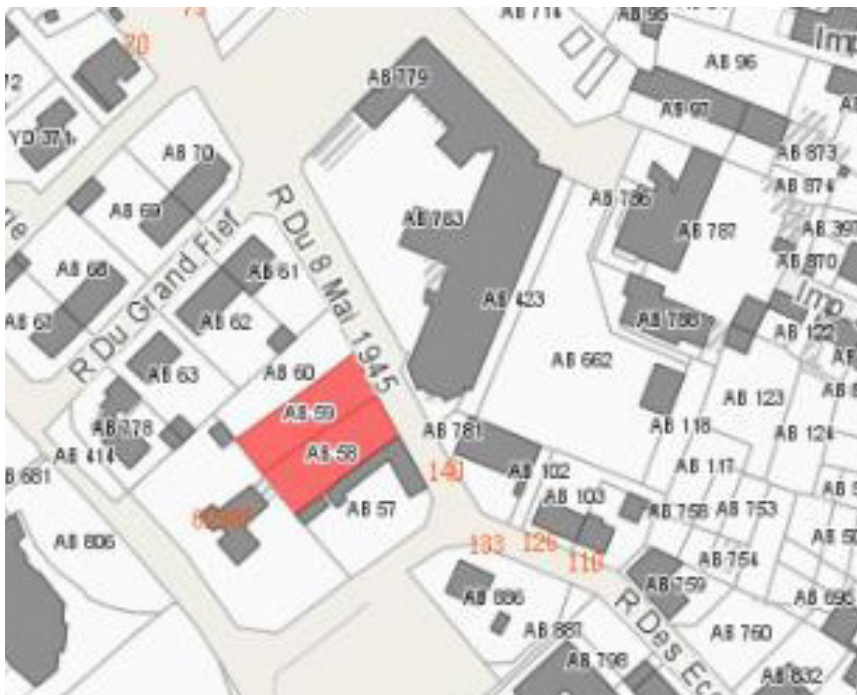 AB 714
AB 95
Imp
70
AB 779
AB 96
72
AB 97
YD 371
AB 70
AB 873
AB 874
AB 69
AB 786
AB 763
AB 787
AB 397
AB 68
AB 61
AB 870
R Du Grand Fief
R Du 8 Mai 1945
Imp
AB 67
AB 62
AB 423
AB 122
AB 662
AB 63
AB 60
AB 123
AB 59
AB 778
AB 781
AB 118
AB 124
AB 414
AB 58
AB 681
140
AB 102
AB 117
AB 103
AB 57
AB 758
AB 753
AB 806
133
126
110
AB 754
AB 759
AB 886
AB 695
R Des Ec
AB 887
AB 760
AB 798
AB 832